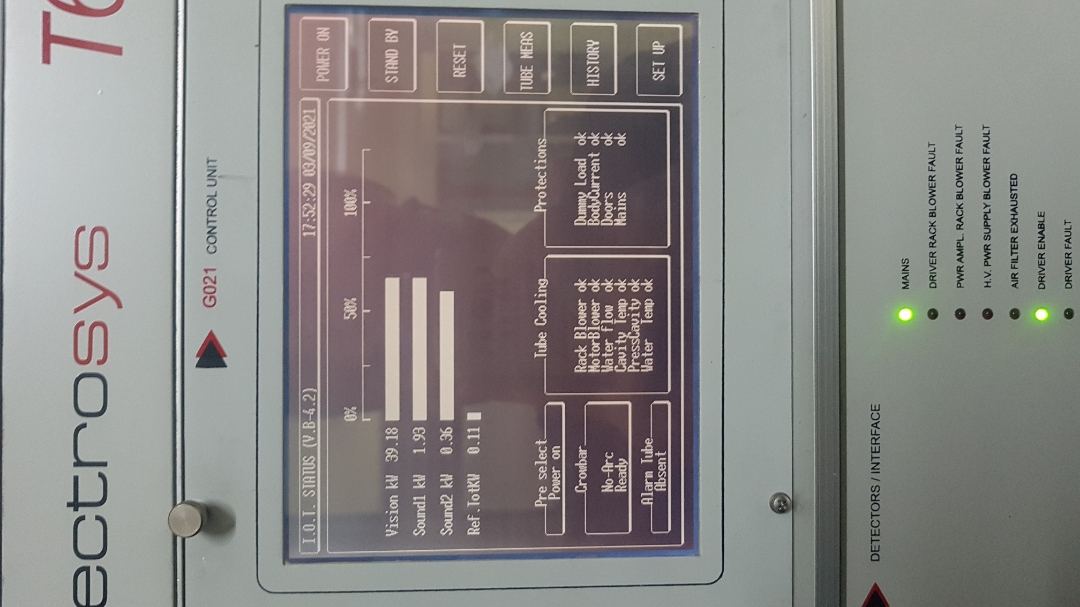 ectrosys
T6
G021 CONTROL UNIT
I.O.T. STATUS (V.B-4.2) 17:52:29 03/09/2021
POWER ON
0% 50% 100%
Vision kW 39.18
STAND BY
Sound1 kW 1.93
Sound2 kW 0.36
RESET
Ref.TotKW 0.11
TUBE MEAS
Pre select
Power on
Crowbar
No-Arc
Ready
Alarm Tube
Absent
Tube Cooling
Rack Blower ok
MotorBlower ok
Water flow ok
Cavity Temp ok
PressCavity ok
Water Temp ok
Protections
Dummy Load ok
BodyCurrent ok
Doors ok
Mains ok
HISTORY
SET UP
DETECTORS / INTERFACE
MAINS
DRIVER RACK BLOWER FAULT
PWR AMPL. RACK BLOWER FAULT
H.V. PWR SUPPLY BLOWER FAULT
AIR FILTER EXHAUSTED
DRIVER ENABLE
DRIVER FAULT